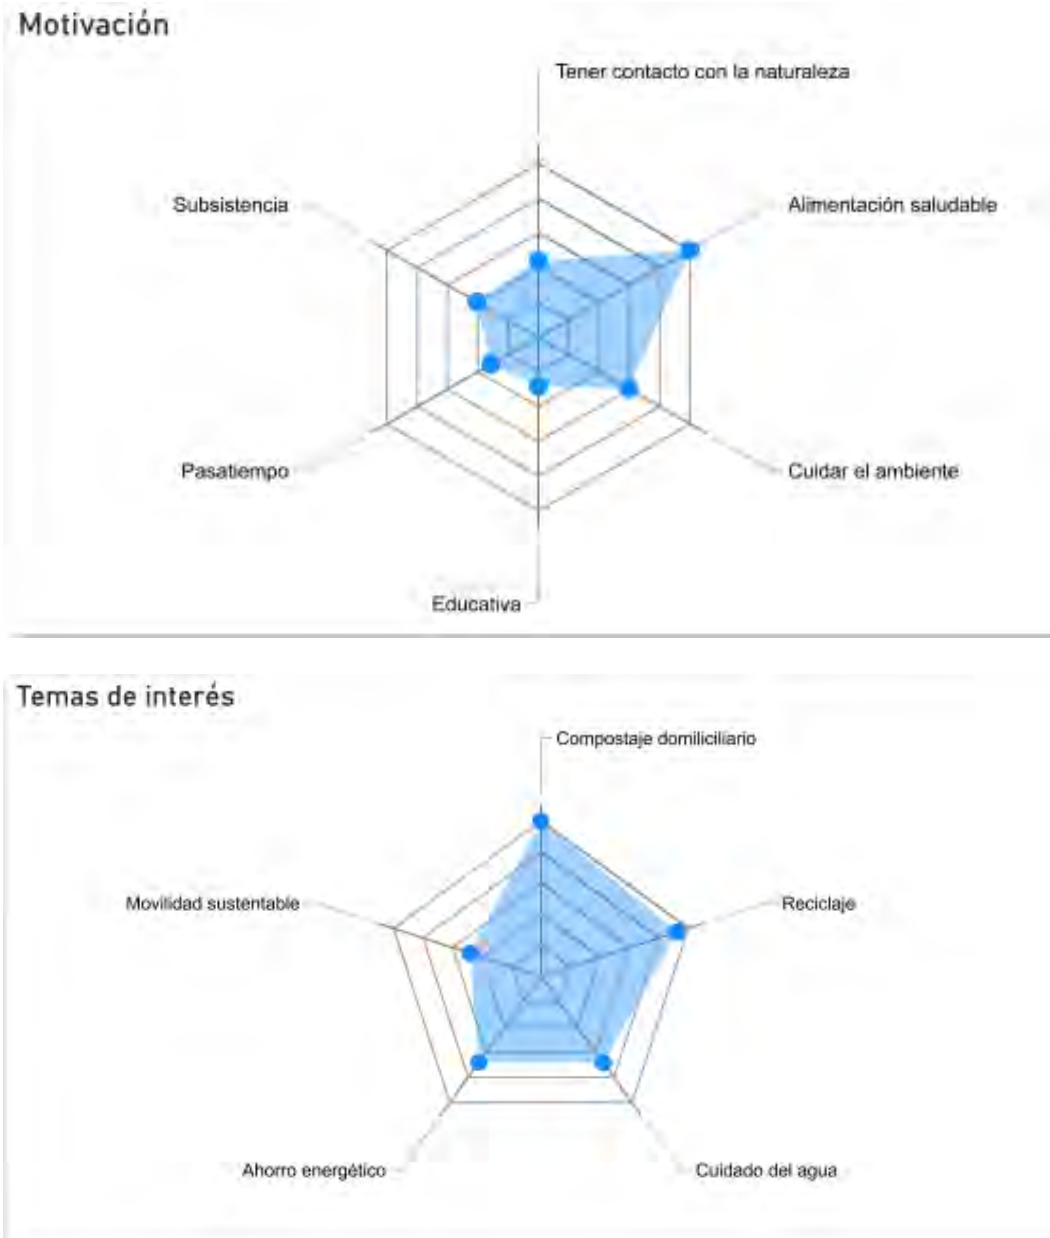 Motivación
Tener contacto con la naturaleza
Subsistencia
Alimentación saludable
Pasatiempo
Cuidar el ambiente
Educativa
Temas de interés
Compostaje domiliciliario
Movilidad sustentable
Reciclaje
Ahorro energético
Cuidado del agua